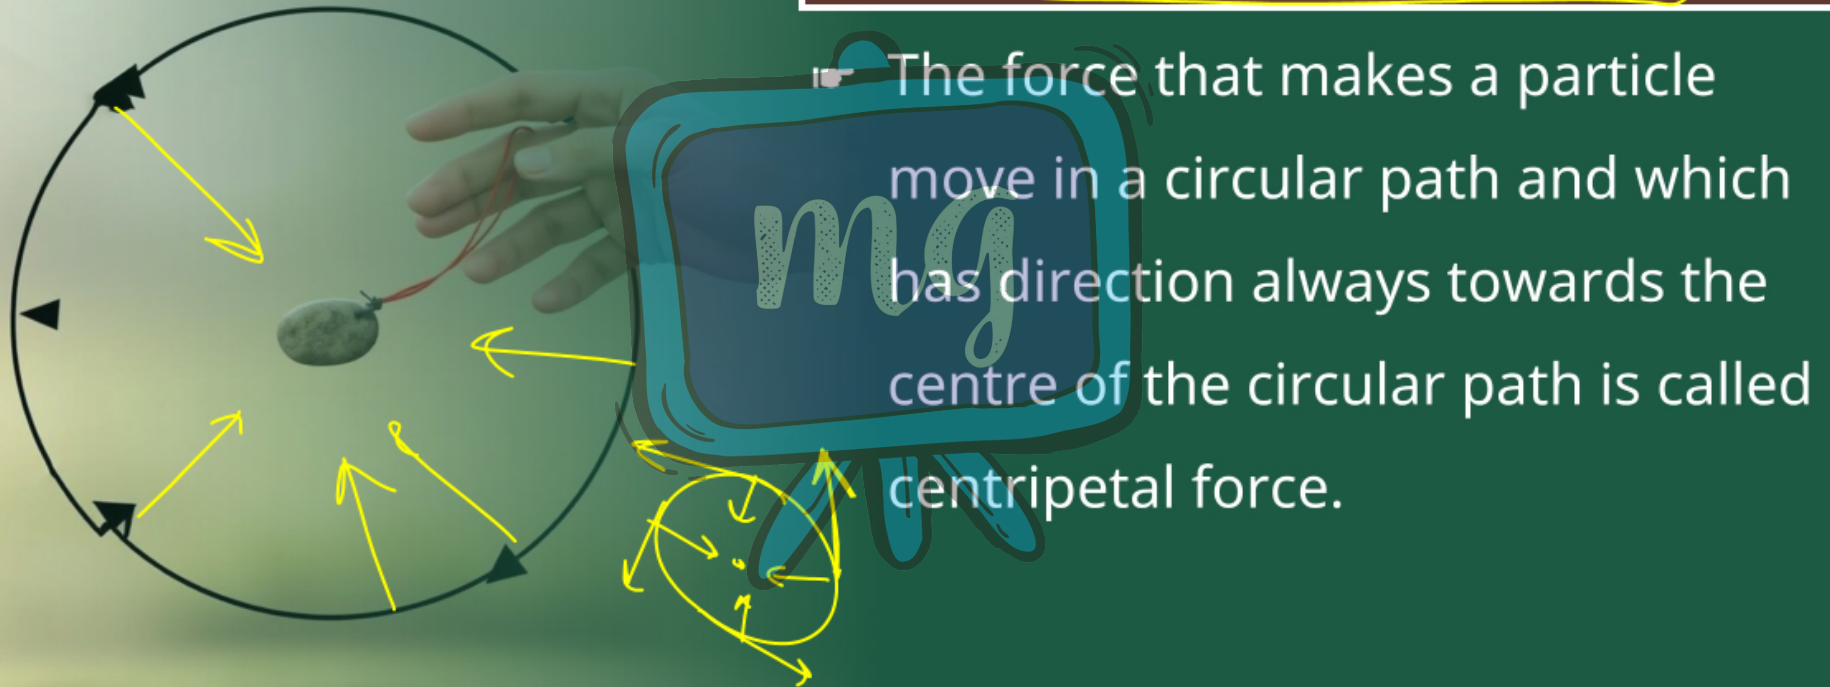 The force that makes a particle
move in a circular path and which
has direction always towards the
centre of the circular path is called
centripetal force.
mg